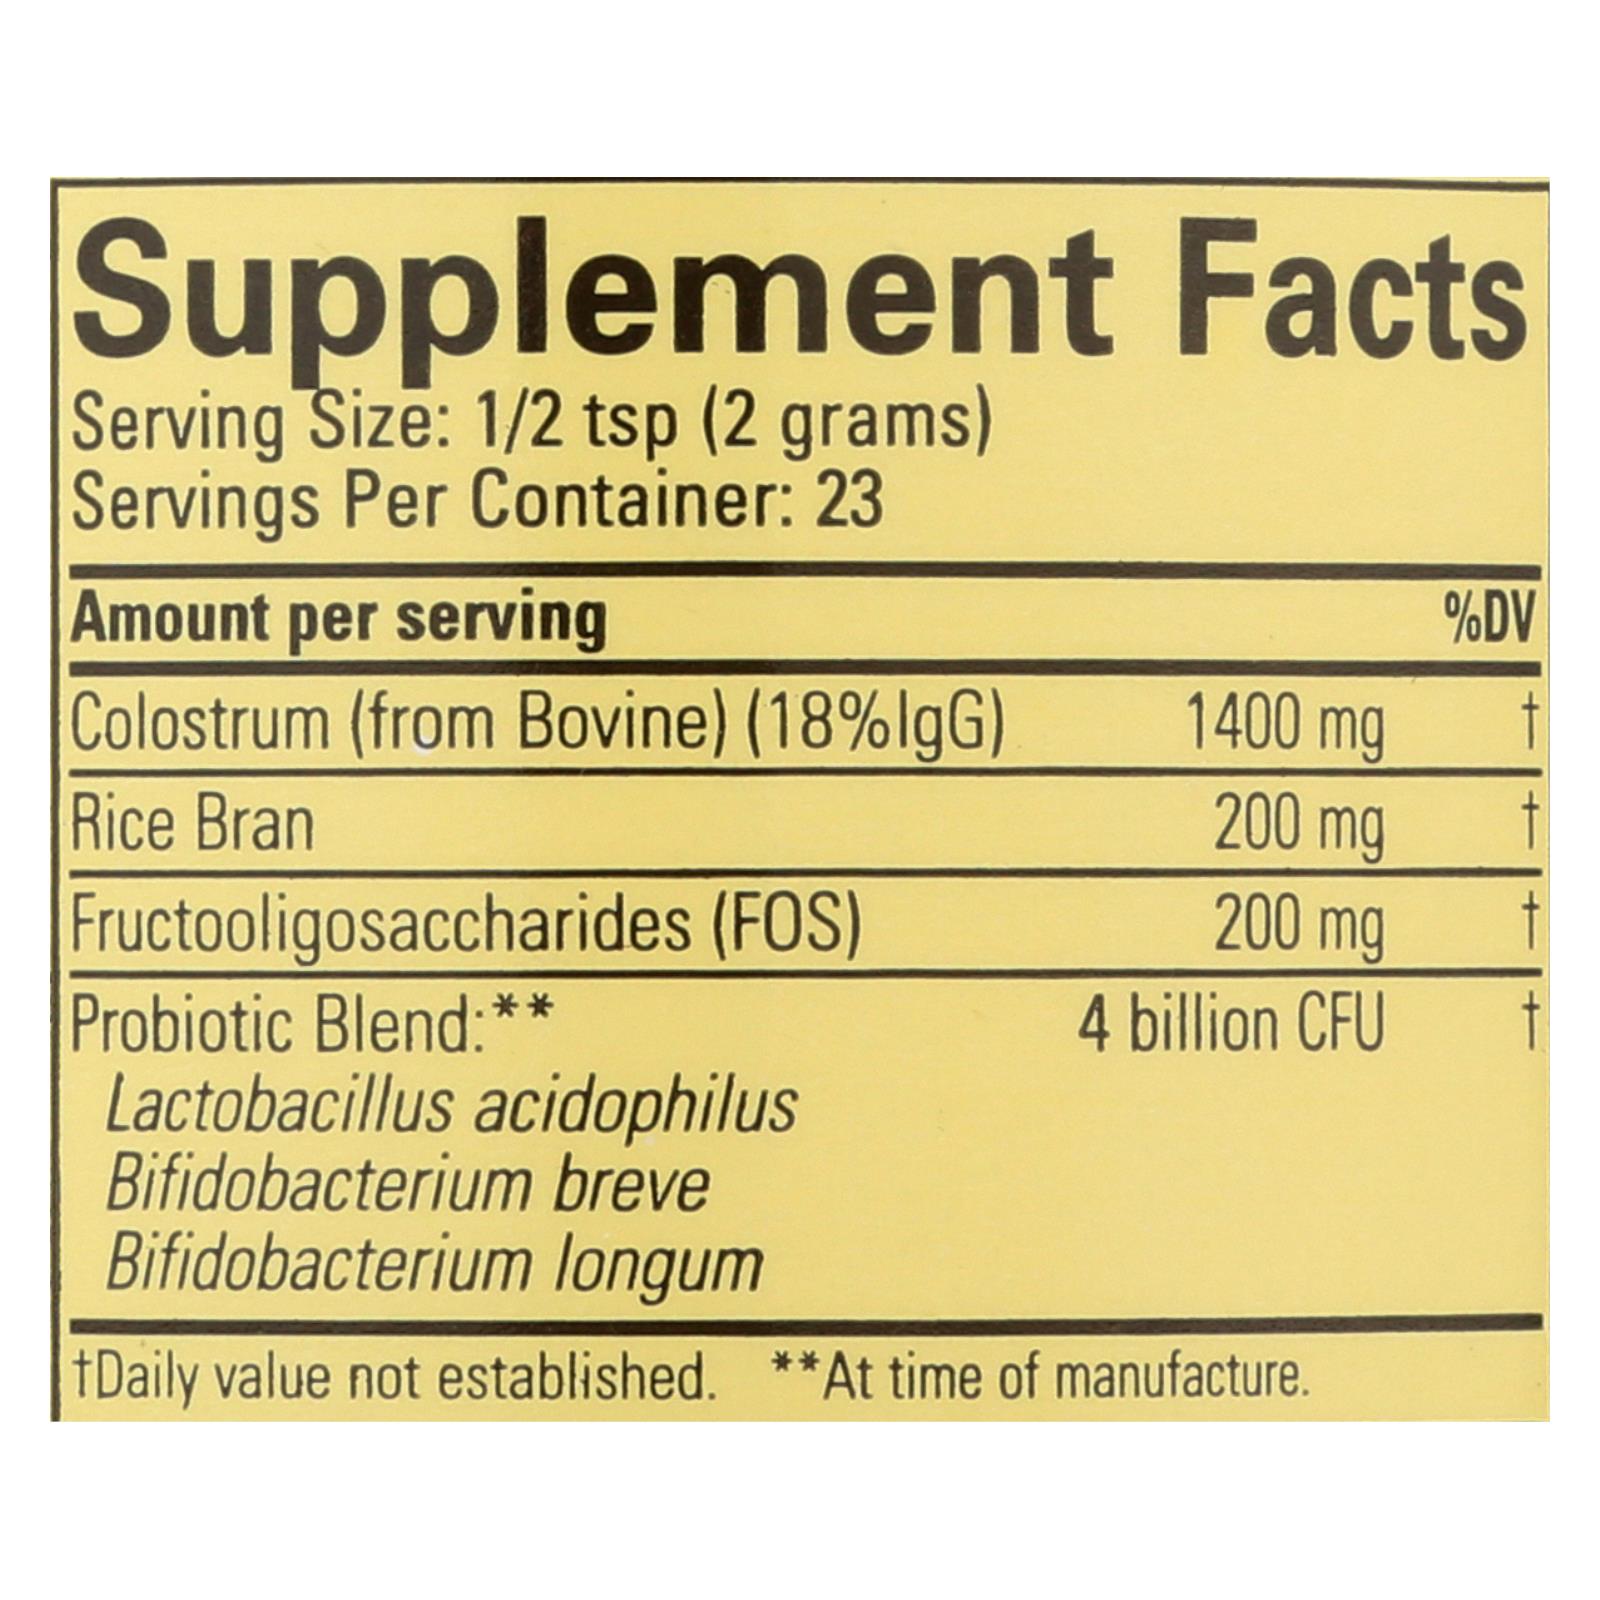 Supplement Facts
Serving Size: 1/2 tsp (2 grams)
Servings Per Container: 23
Amount per serving %DV
Colostrum (from Bovine) (18%IgG) 1400 mg †
Rice Bran 200 mg †
Fructooligosaccharides (FOS) 200 mg †
Probiotic Blend:** 4 billion CFU †
Lactobacillus acidophilus
Bifidobacterium breve
Bifidobacterium longum
†Daily value not established. **At time of manufacture.